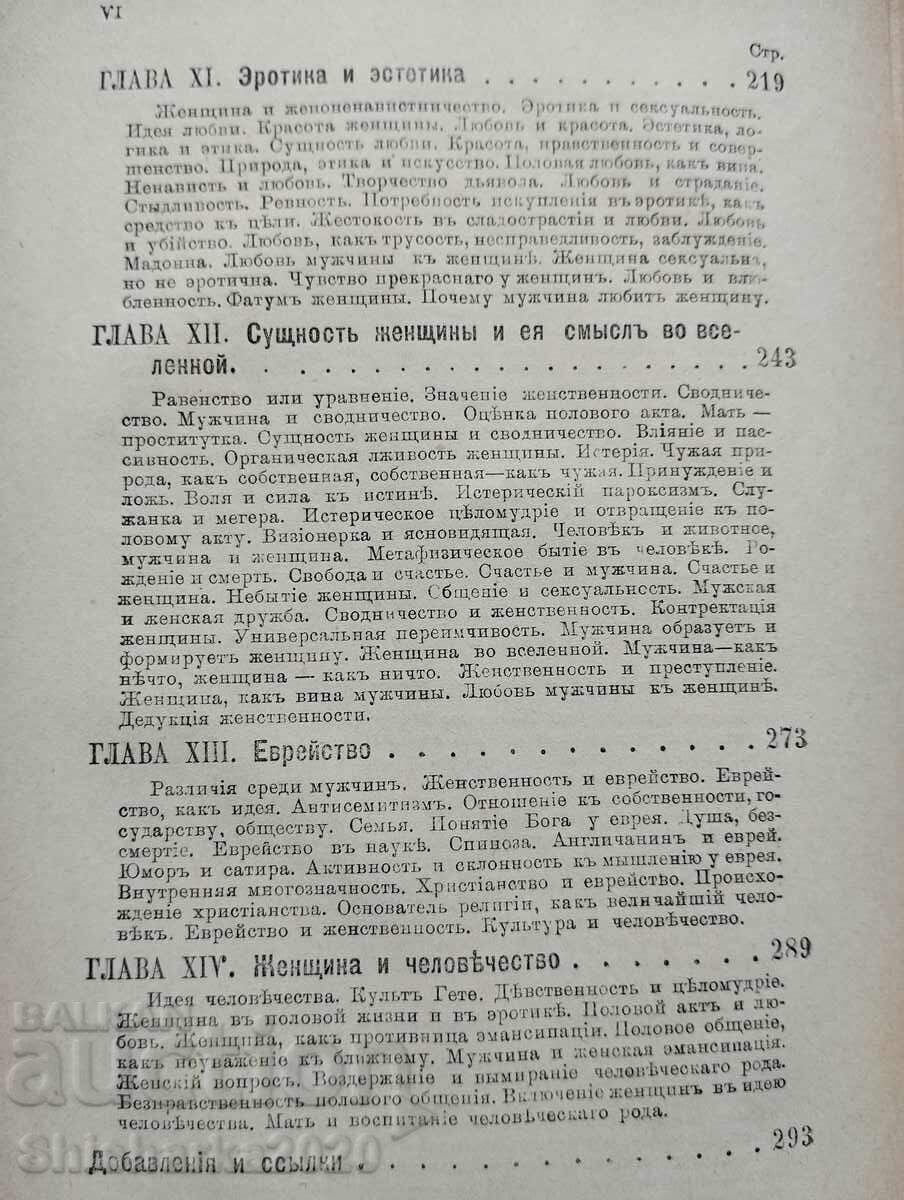 VI
Стр.
ГЛАВА XI. Эротика и эстетика . . . . . . . . . . . . 219
Женщина и женоненавистничество. Эротика и сексуальность.
Идея любви. Красота женщины. Любовь и красота. Эстетика, ло-
гика и этика. Сущность любви. Красота, нравственность и совер-
шенство. Природа, этика и искусство. Половая любовь, какъ вина.
Ненависть и любовь. Творчество дьявола. Любовь и страданіе.
Стыдливость. Ревность. Потребность искупленія въ эротикѣ, какъ
средство къ цѣли. Жестокость въ сладострастіи и любви. Любовь
и убійство. Любовь, какъ трусость, несправедливость, заблужденіе.
Мадонна. Любовь мужчины къ женщинѣ. Женщина сексуальна,
но не эротична. Чувство прекраснаго у женщинъ. Любовь и влю-
бленность. Фатумъ женщины. Почему мужчина любитъ женщину.
ГЛАВА XII. Сущность женщины и ея смыслъ во все-
ленной. . . . . . . . . . . . . . . . . . . 243
Равенство или уравненіе. Значеніе женственности. Сводниче-
ство. Мужчина и сводничество. Оцѣнка полового акта. Мать —
проститутка. Сущность женщины и сводничество. Вліяніе и пас-
сивность. Органическая лживость женщины. Истерія. Чужая при-
рода, какъ собственная, собственная—какъ чужая. Принужденіе и
ложь. Воля и сила къ истинѣ. Истерическій пароксизмъ. Слу-
жанка и мегера. Истерическое цѣломудріе и отвращеніе къ по-
ловому акту. Визіонерка и ясновидящая. Человѣкъ и животное,
мужчина и женщина. Метафизическое бытіе въ человѣкѣ. Ро-
жденіе и смерть. Свобода и счастье. Счастье и мужчина. Счастье и
женщина. Небытіе женщины. Общеніе и сексуальность. Мужская
и женская дружба. Сводничество и женственность. Контректація
женщины. Универсальная переимчивость. Мужчина образуетъ и
формируетъ женщину. Женщина во вселенной. Мужчина—какъ
нѣчто, женщина — какъ ничто. Женственность и преступленіе.
Женщина, какъ вина мужчины. Любовь мужчины къ женщинѣ.
Дедукція женственности.
ГЛАВА XIII. Еврейство . . . . . . . . . . . . . . 273
Различія среди мужчинъ. Женственность и еврейство. Еврей-
ство, какъ идея. Антисемитизмъ. Отношеніе къ собственности, го-
сударству, обществу. Семья. Понятіе Бога у еврея. Душа, без-
смертіе. Еврейство въ наукѣ. Спиноза. Англичанинъ и еврей.
Юморъ и сатира. Активность и склонность къ мышленію у еврея.
Внутренняя многозначность. Христіанство и еврейство. Происхо-
жденіе христіанства. Основатель религіи, какъ величайшій чело-
вѣкъ. Еврейство и женственность. Культура и человѣчество.
ГЛАВА XIV. Женщина и человѣчество . . . . . . . 289
Идея человѣчества. Культъ Гете. Дѣвственность и цѣломудріе.
Женщина въ половой жизни и въ эротикѣ. Половой актъ и лю-
бовь. Женщина, какъ противница эмансипаціи. Половое общеніе,
какъ неуваженіе къ ближнему. Мужчина и женская эмансипація.
Женскій вопросъ. Воздержаніе и вымираніе человѣческаго рода.
Безнравственность полового общенія. Включеніе женщинъ въ идею
человѣчества. Мать и воспитаніе человѣческаго рода.
Добавленія и ссылки . . . . . . . . . . . . . . . 293